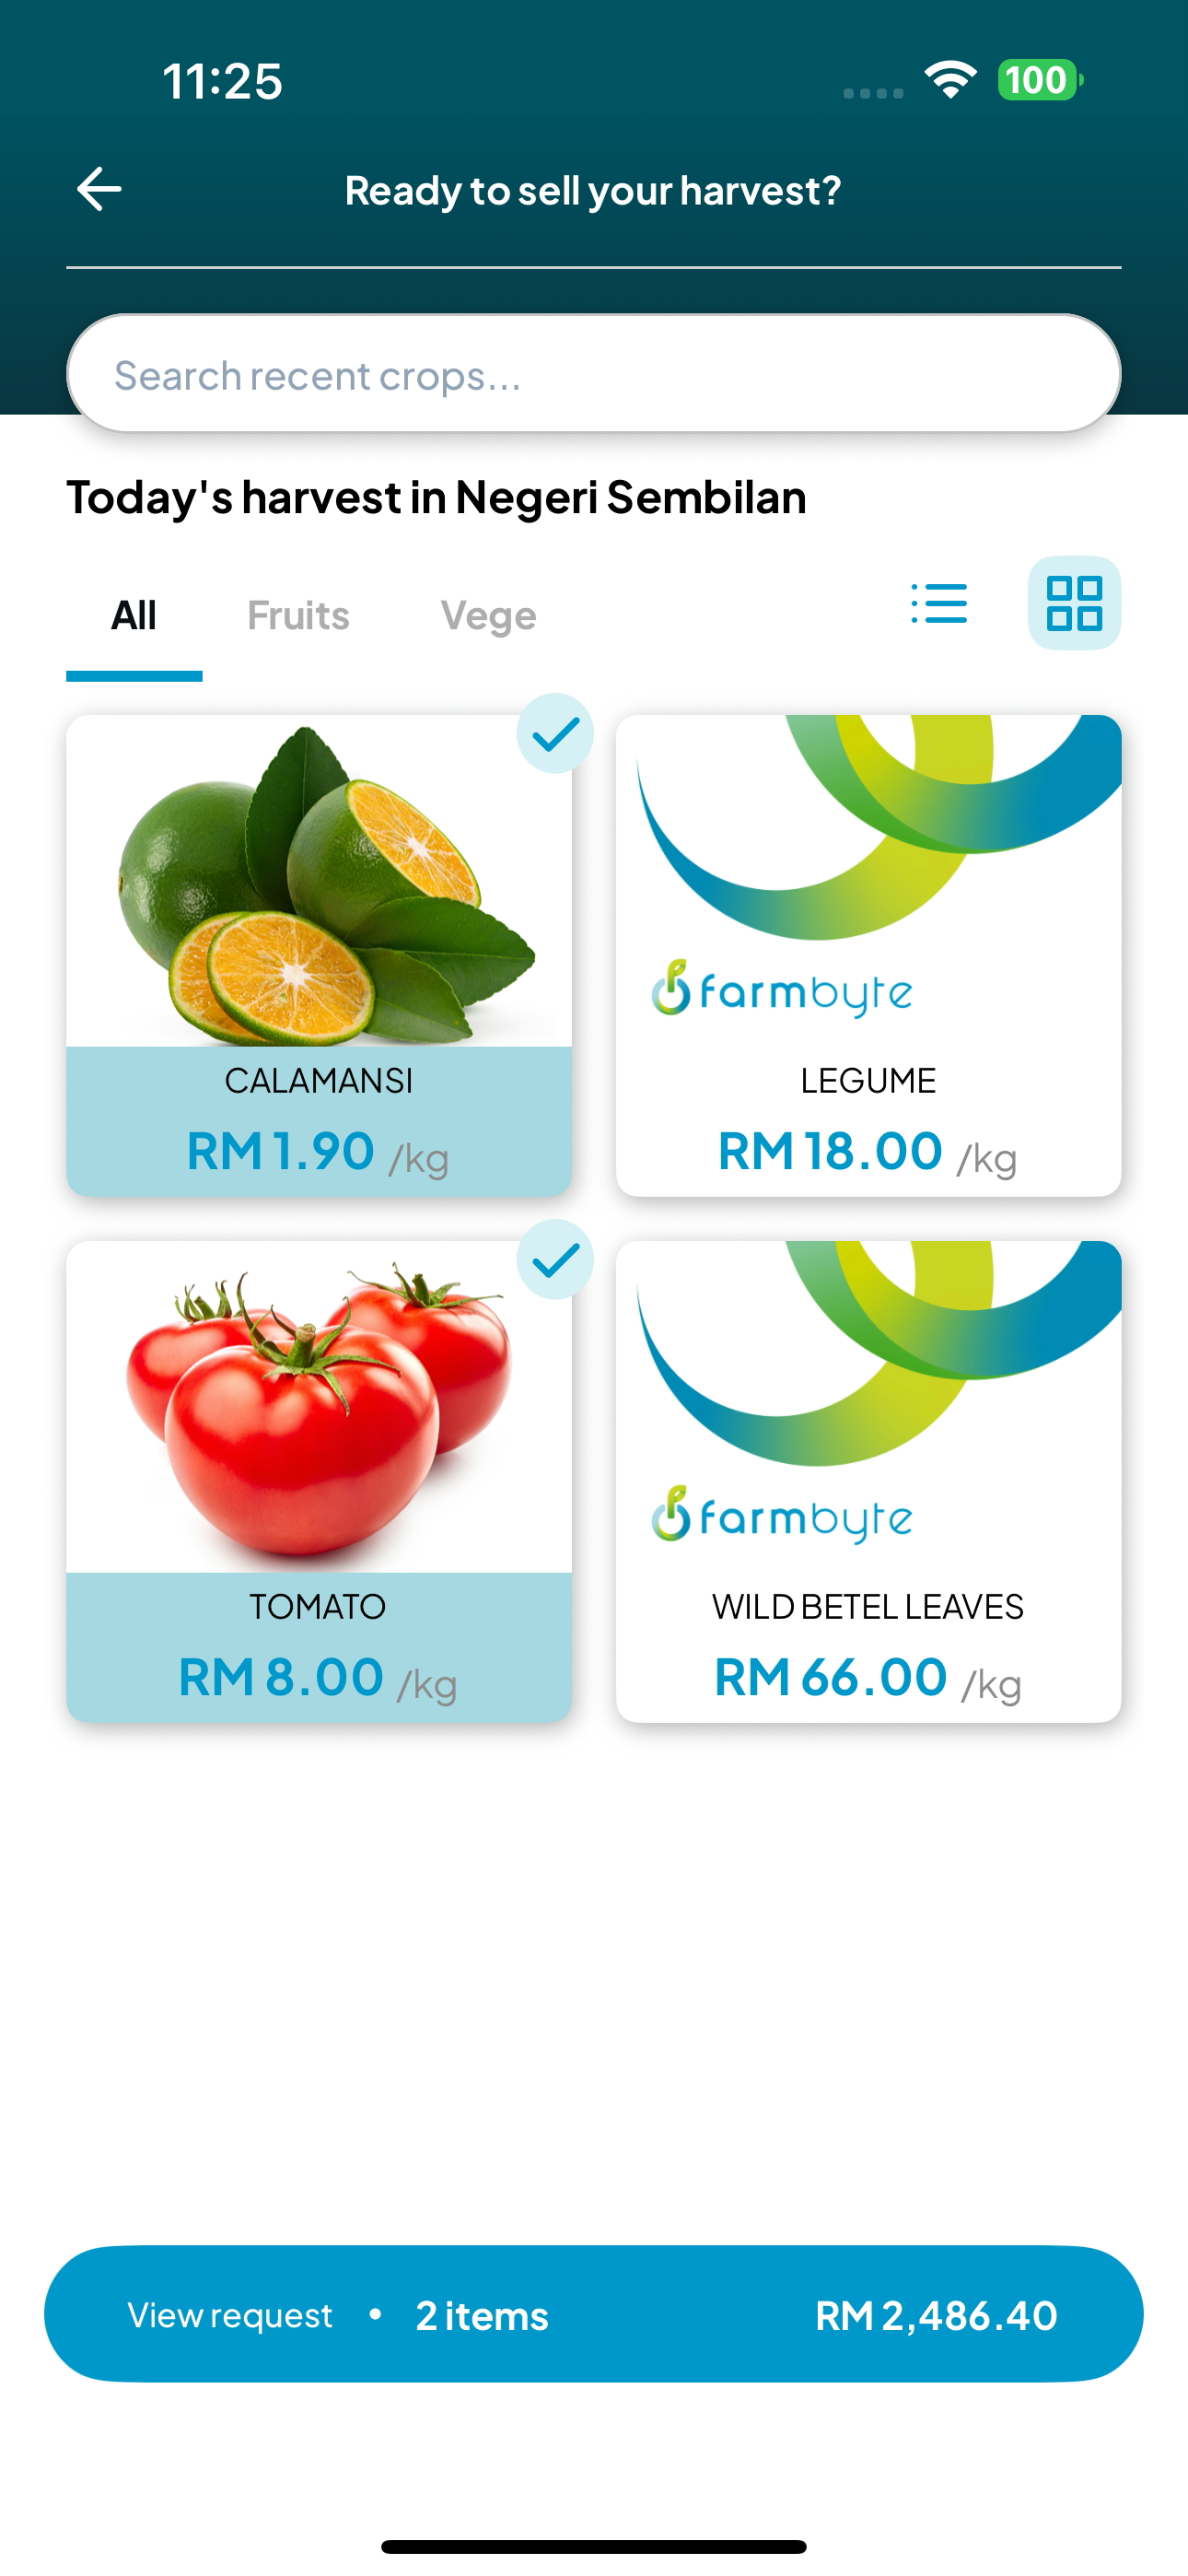 11:25
100
Ready to sell your harvest?
Search recent crops...
Today's harvest in Negeri Sembilan
All Fruits Vege
farmbyte
CALAMANSI
RM 1.90 /kg
LEGUME
RM 18.00 /kg
farmbyte
TOMATO
RM 8.00 /kg
WILD BETEL LEAVES
RM 66.00 /kg
View request • 2 items RM 2,486.40